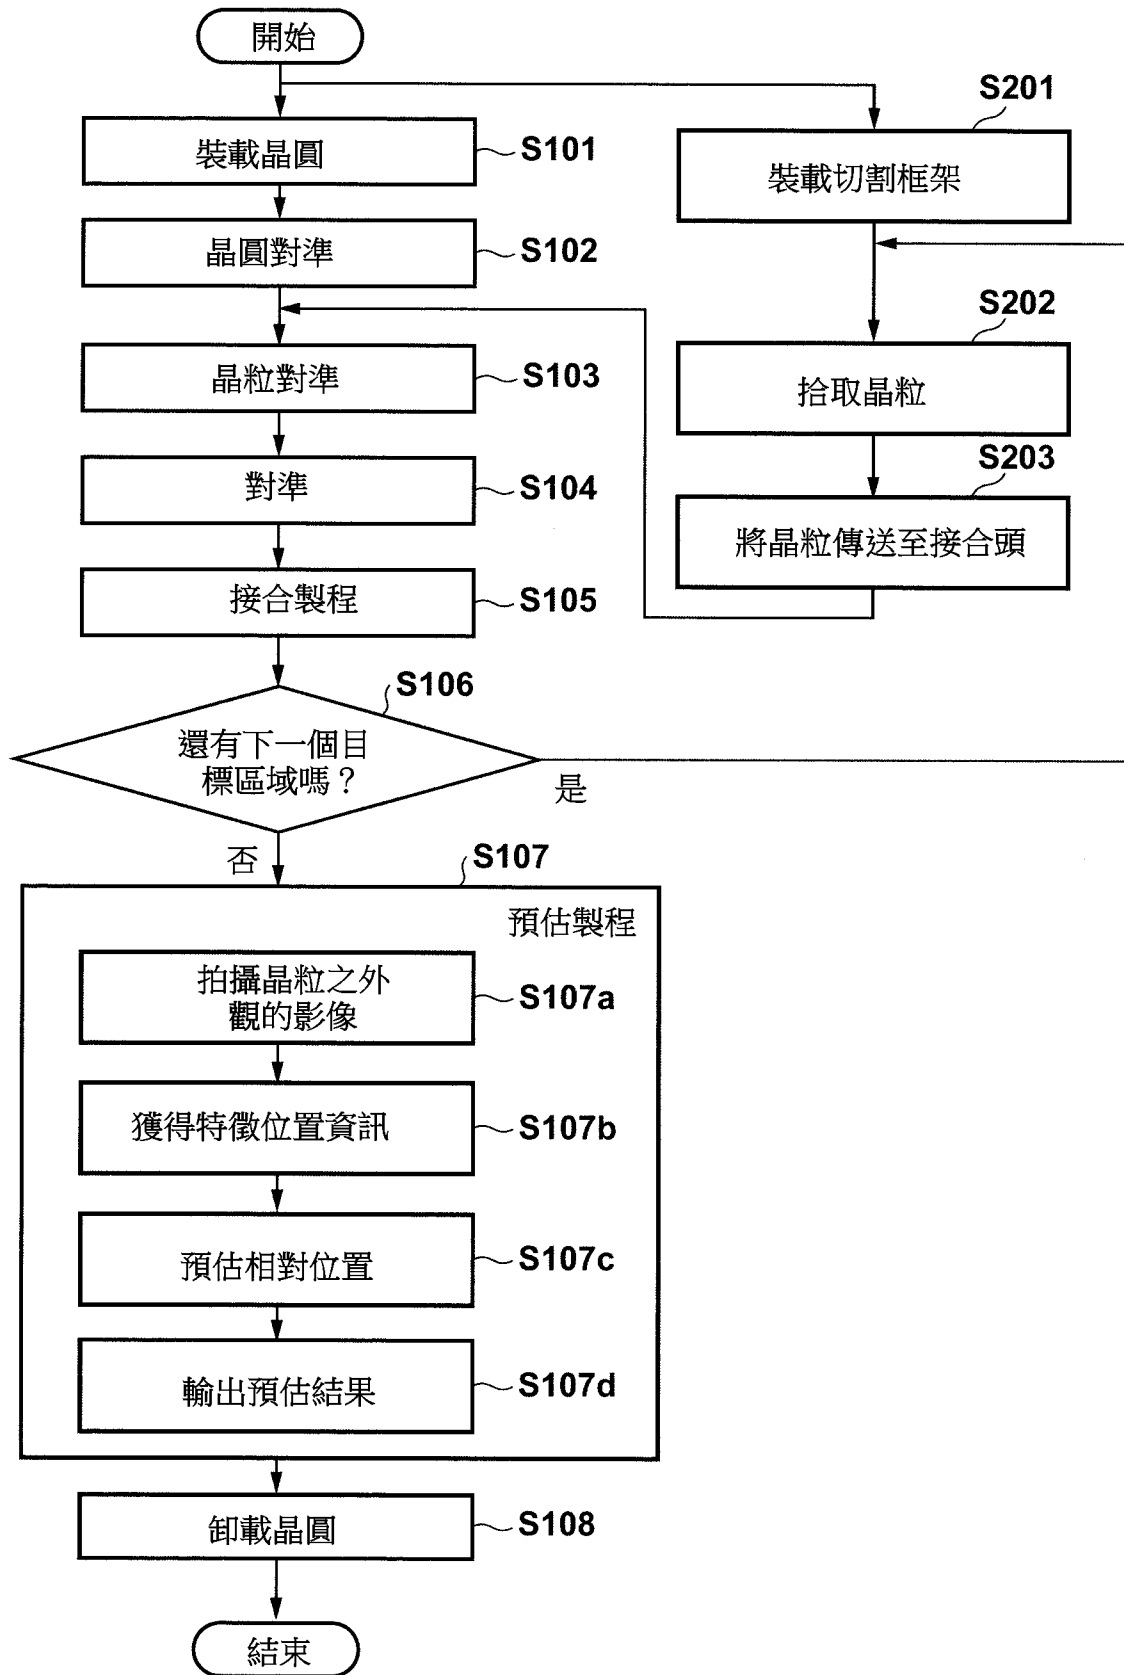 開始
裝載晶圓
S101
S201
裝載切割框架
晶圓對準
S102
S202
拾取晶粒
晶粒對準
S103
S203
將晶粒傳送至接合頭
對準
S104
接合製程
S105
S106
還有下一個目
標區域嗎？
是
否
S107
預估製程
拍攝晶粒之外
觀的影像
S107a
獲得特徵位置資訊
S107b
預估相對位置
S107c
輸出預估結果
S107d
卸載晶圓
S108
結束